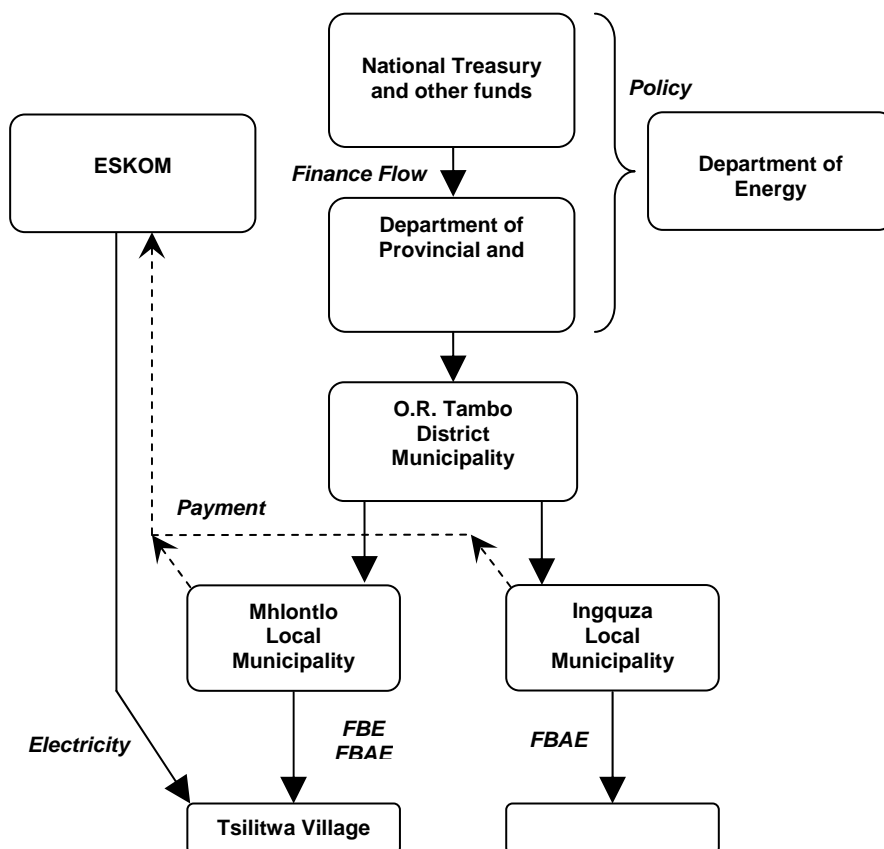 National Treasury
and other funds
Policy
ESKOM
Department of
Energy
Finance Flow
Department of
Provincial and
O.R. Tambo
District
Municipality
Payment
Mhlontlo
Local
Municipality
Ingquza
Local
Municipality
Electricity
FBE
FBAE
FBAE
Tsilitwa Village